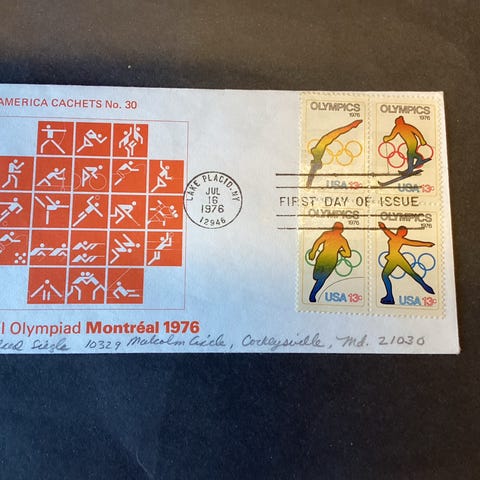 AMERICA CACHETS No. 30
OLYMPICS
1976
USA 13c
OLYMPICS
1976
USA 13c
LAKE PLACID, NY
JUL
16
1976
12946
FIRST DAY OF ISSUE
OLYMPICS
1976
USA 13c
OLYMPICS
1976
USA 13c
I Olympiad Montréal 1976
10329 Malcolm Circle, Cockeysville, Md. 21030